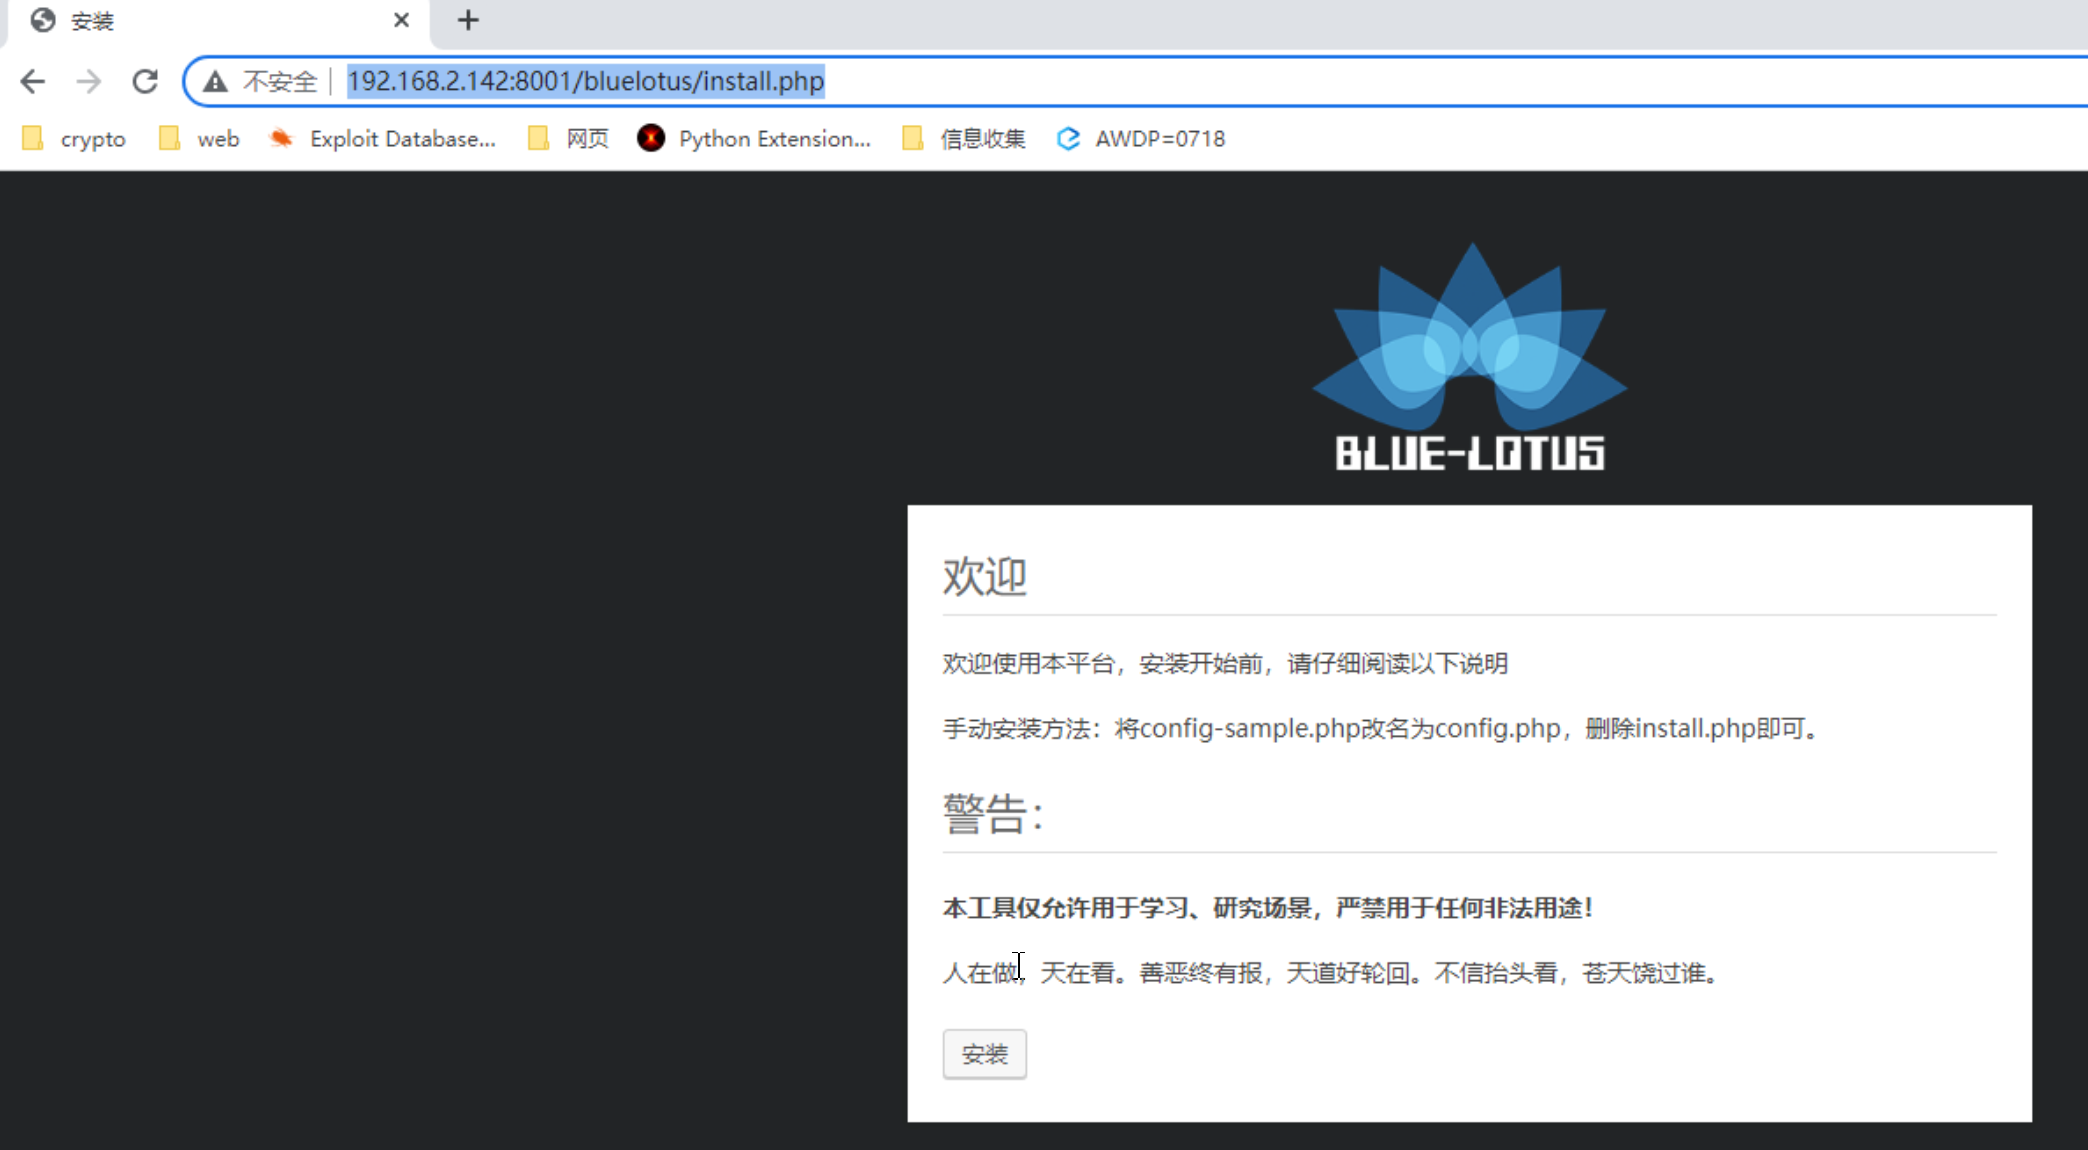 安装
不安全 192.168.2.142:8001/bluelotus/install.php
crypto web Exploit Database... 网页 Python Extension... 信息收集 AWDP=0718
BLUE-LOTUS
欢迎
欢迎使用本平台，安装开始前，请仔细阅读以下说明
手动安装方法：将config-sample.php改名为config.php，删除install.php即可。
警告：
本工具仅允许用于学习、研究场景，严禁用于任何非法用途！
人在做，天在看。善恶终有报，天道好轮回。不信抬头看，苍天饶过谁。
安装